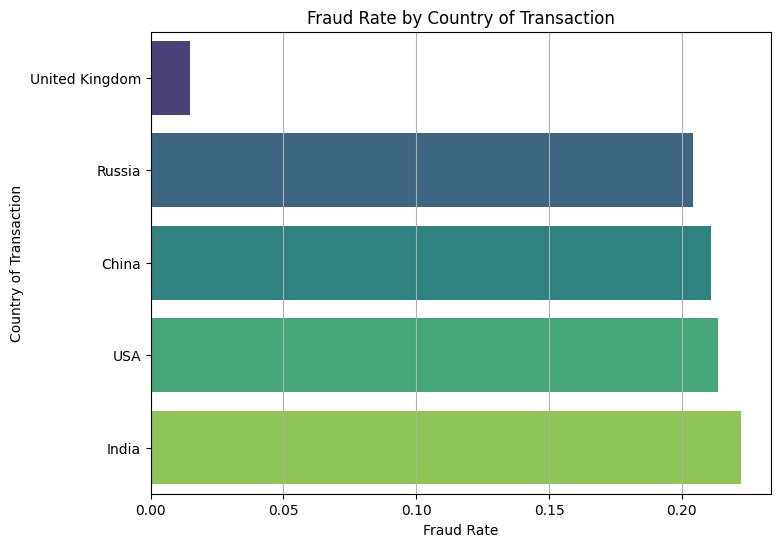 Fraud Rate by Country of Transaction
United Kingdom
Russia
China
USA
India
Country of Transaction
0.00 0.05 0.10 0.15 0.20
Fraud Rate